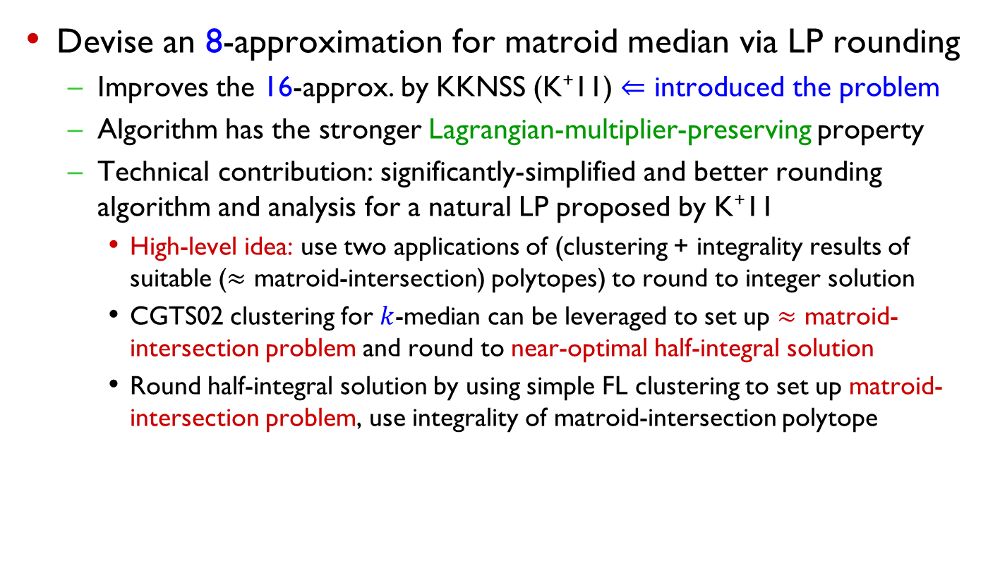 • Devise an 8-approximation for matroid median via LP rounding
– Improves the 16-approx. by KKNSS (K⁺11) ⇐ introduced the problem
– Algorithm has the stronger Lagrangian-multiplier-preserving property
– Technical contribution: significantly-simplified and better rounding
algorithm and analysis for a natural LP proposed by K⁺11
• High-level idea: use two applications of (clustering + integrality results of
suitable (≈ matroid-intersection) polytopes) to round to integer solution
• CGTS02 clustering for k-median can be leveraged to set up ≈ matroid-
intersection problem and round to near-optimal half-integral solution
• Round half-integral solution by using simple FL clustering to set up matroid-
intersection problem, use integrality of matroid-intersection polytope